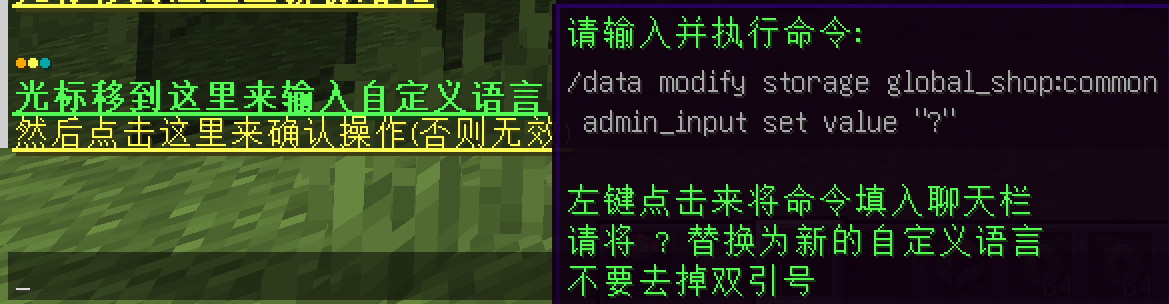 光标移到这里来输入自定义语言
然后点击这里来确认操作(否则无效)
请输入并执行命令:
/data modify storage global_shop:common
admin_input set value "?"
左键点击来将命令填入聊天栏
请将 ? 替换为新的自定义语言
不要去掉双引号
_